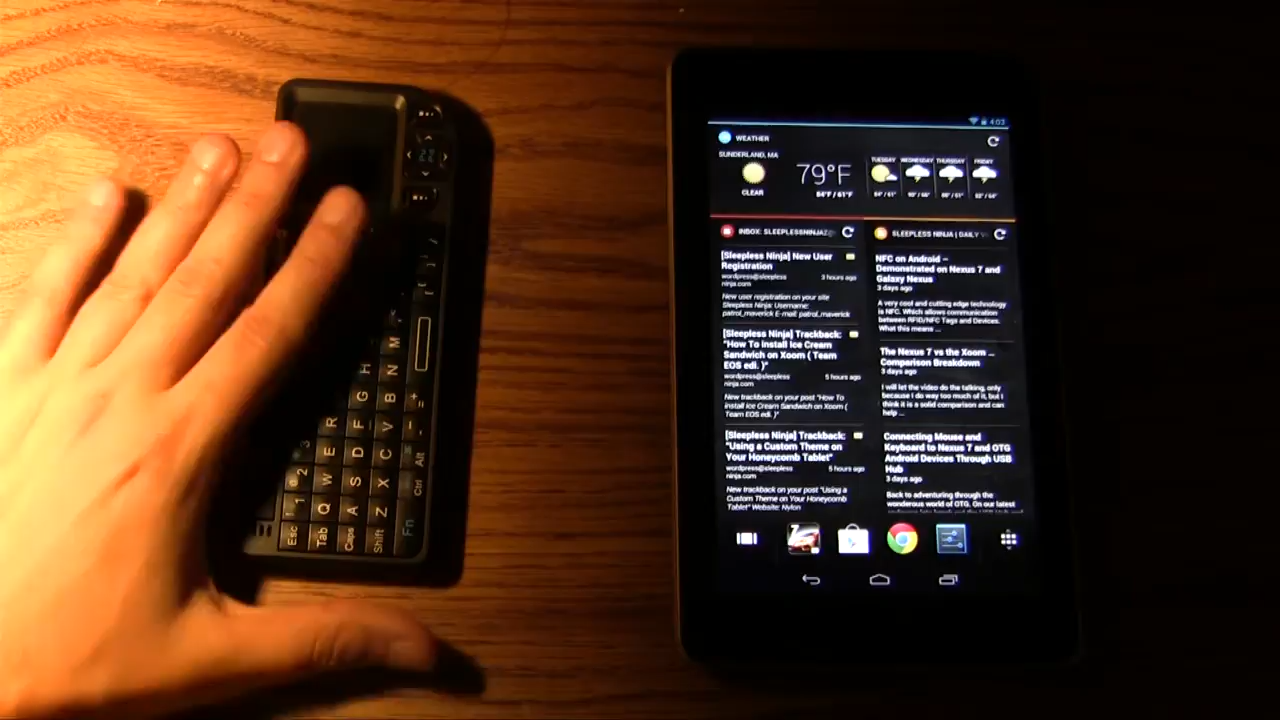 4:03
WEATHER
SUNDERLAND, MA
CLEAR
79°F
84°F / 61°F
TUESDAY WEDNESDAY THURSDAY FRIDAY
INBOX: SLEEPLESSNINJAZ@
[Sleepless Ninja] New User
Registration
wordpress@sleepless
ninja.com
3 hours ago
New user registration on your site
Sleepless Ninja: Username:
patrol_maverick E-mail: patrol_maverick
[Sleepless Ninja] Trackback:
"How To Install Ice Cream
Sandwich on Xoom ( Team
EOS edi. )"
wordpress@sleepless
ninja.com
5 hours ago
New trackback on your post "How To
Install Ice Cream Sandwich on Xoom (
Team EOS edi. )"
[Sleepless Ninja] Trackback:
"Using a Custom Theme on
Your Honeycomb Tablet"
wordpress@sleepless
ninja.com
5 hours ago
New trackback on your post "Using a
Custom Theme on Your Honeycomb
Tablet" Website: Nylon
SLEEPLESS NINJA | DAILY
NFC on Android –
Demonstrated on Nexus 7 and
Galaxy Nexus
3 days ago
A very cool and cutting edge technology
is NFC. Which allows communication
between RFID/NFC Tags and Devices.
What this means ...
The Nexus 7 vs the Xoom ...
Comparison Breakdown
3 days ago
I will let the video do the talking, only
because I do way too much of it, but I
think it is a solid comparison and can
help ...
Connecting Mouse and
Keyboard to Nexus 7 and OTG
Android Devices Through USB
Hub
3 days ago
Back to adventuring through the
wonderous world of OTG. On our latest
Esc 1 2 3
Tab Q W E R
Caps A S D F G H
Shift Z X C V B N M
Fn Ctrl Alt - =